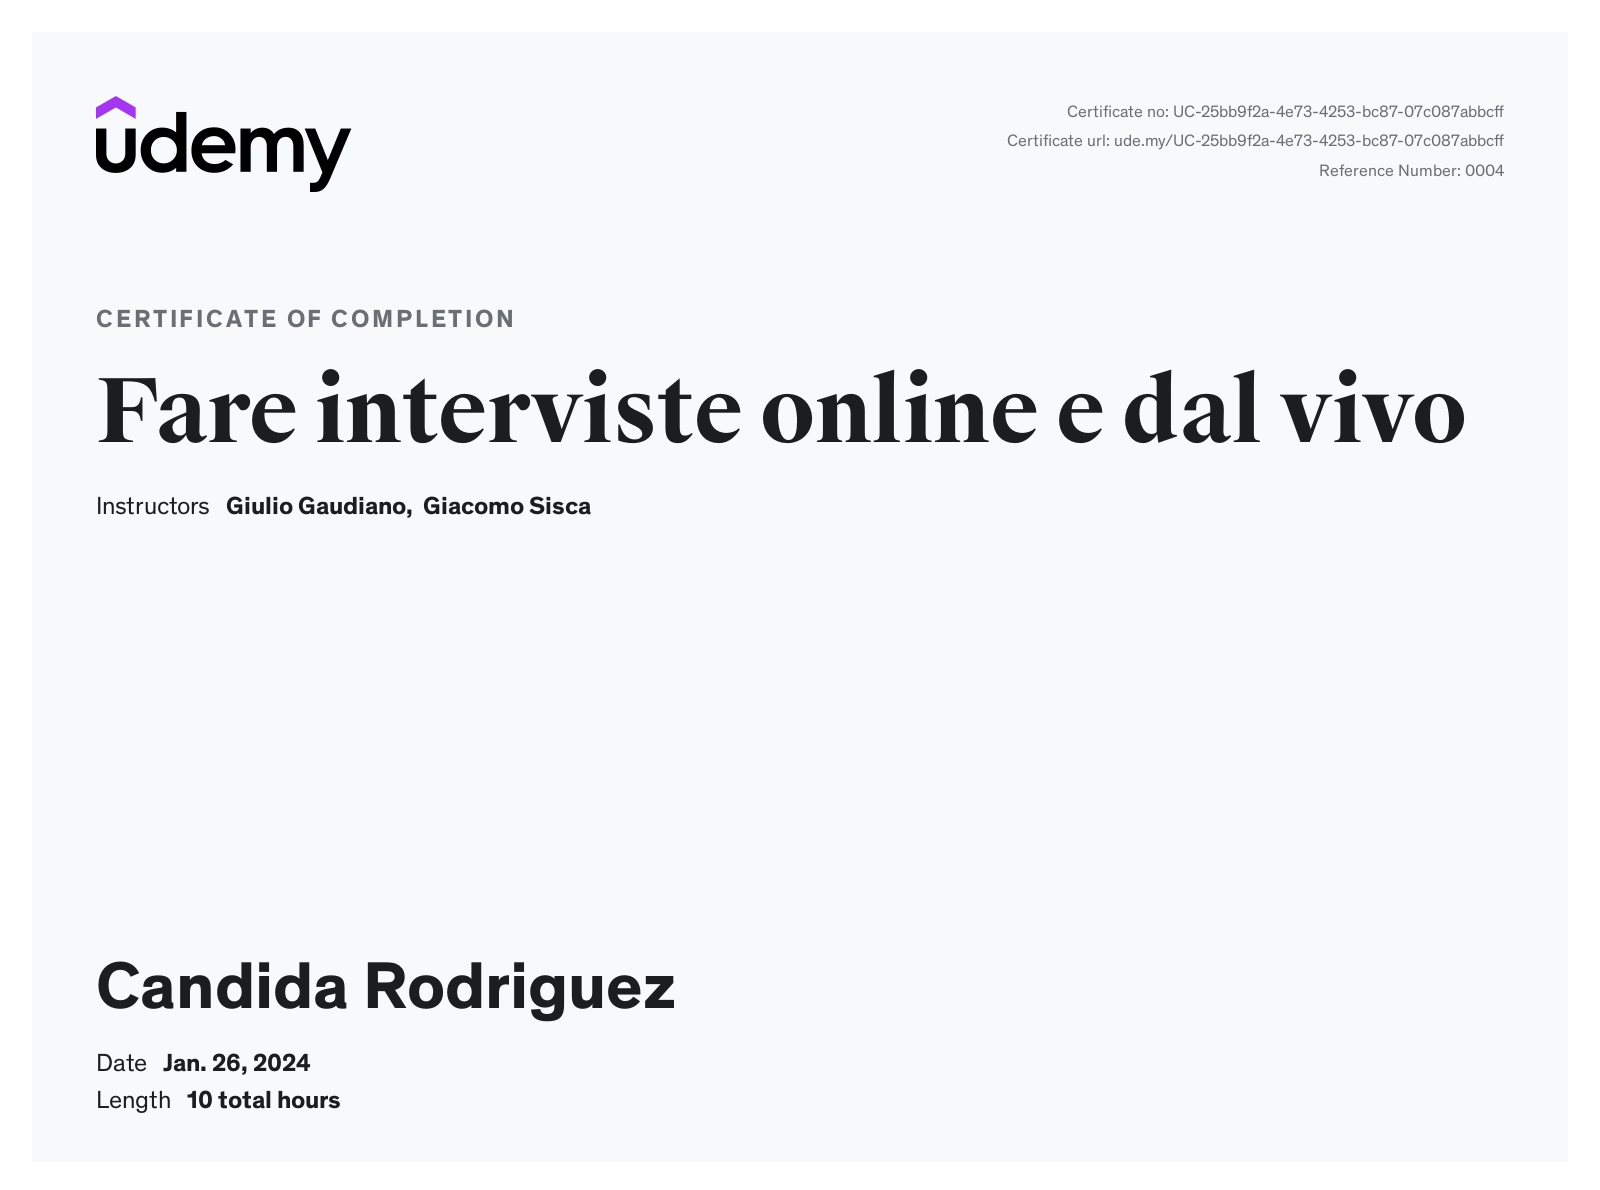 udemy
Certificate no: UC-25bb9f2a-4e73-4253-bc87-07c087abbcff
Certificate url: ude.my/UC-25bb9f2a-4e73-4253-bc87-07c087abbcff
Reference Number: 0004
CERTIFICATE OF COMPLETION
Fare interviste online e dal vivo
Instructors Giulio Gaudiano, Giacomo Sisca
Candida Rodriguez
Date Jan. 26, 2024
Length 10 total hours